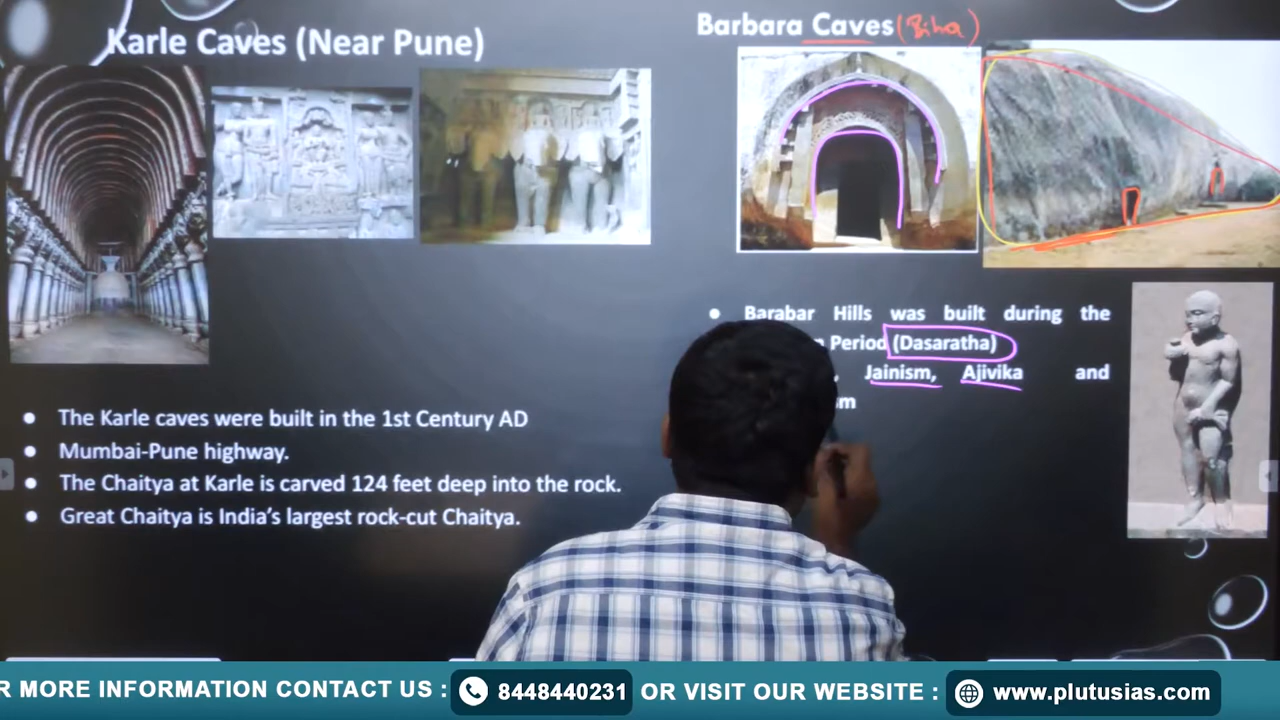 Karle Caves (Near Pune)
The Karle caves were built in the 1st Century AD
Mumbai-Pune highway.
The Chaitya at Karle is carved 124 feet deep into the rock.
Great Chaitya is India's largest rock-cut Chaitya.
Barbara Caves
Barabar Hills was built during the
Period (Dasaratha)
Jainism, Ajivika and
R MORE INFORMATION CONTACT US : 8448440231 OR VISIT OUR WEBSITE : www.plutusias.com